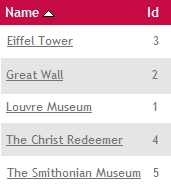 Name Id
Eiffel Tower 3
Great Wall 2
Louvre Museum 1
The Christ Redeemer 4
The Smithonian Museum 5